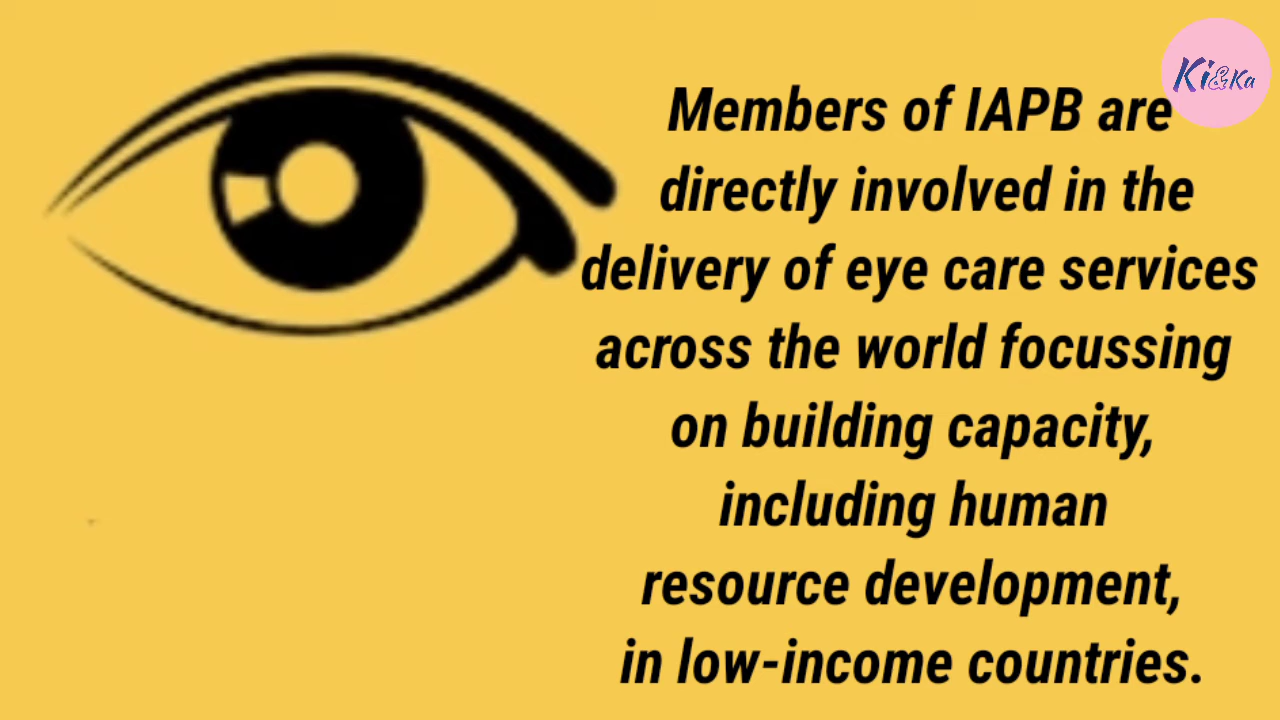 Ki&Ka
Members of IAPB are
directly involved in the
delivery of eye care services
across the world focussing
on building capacity,
including human
resource development,
in low-income countries.